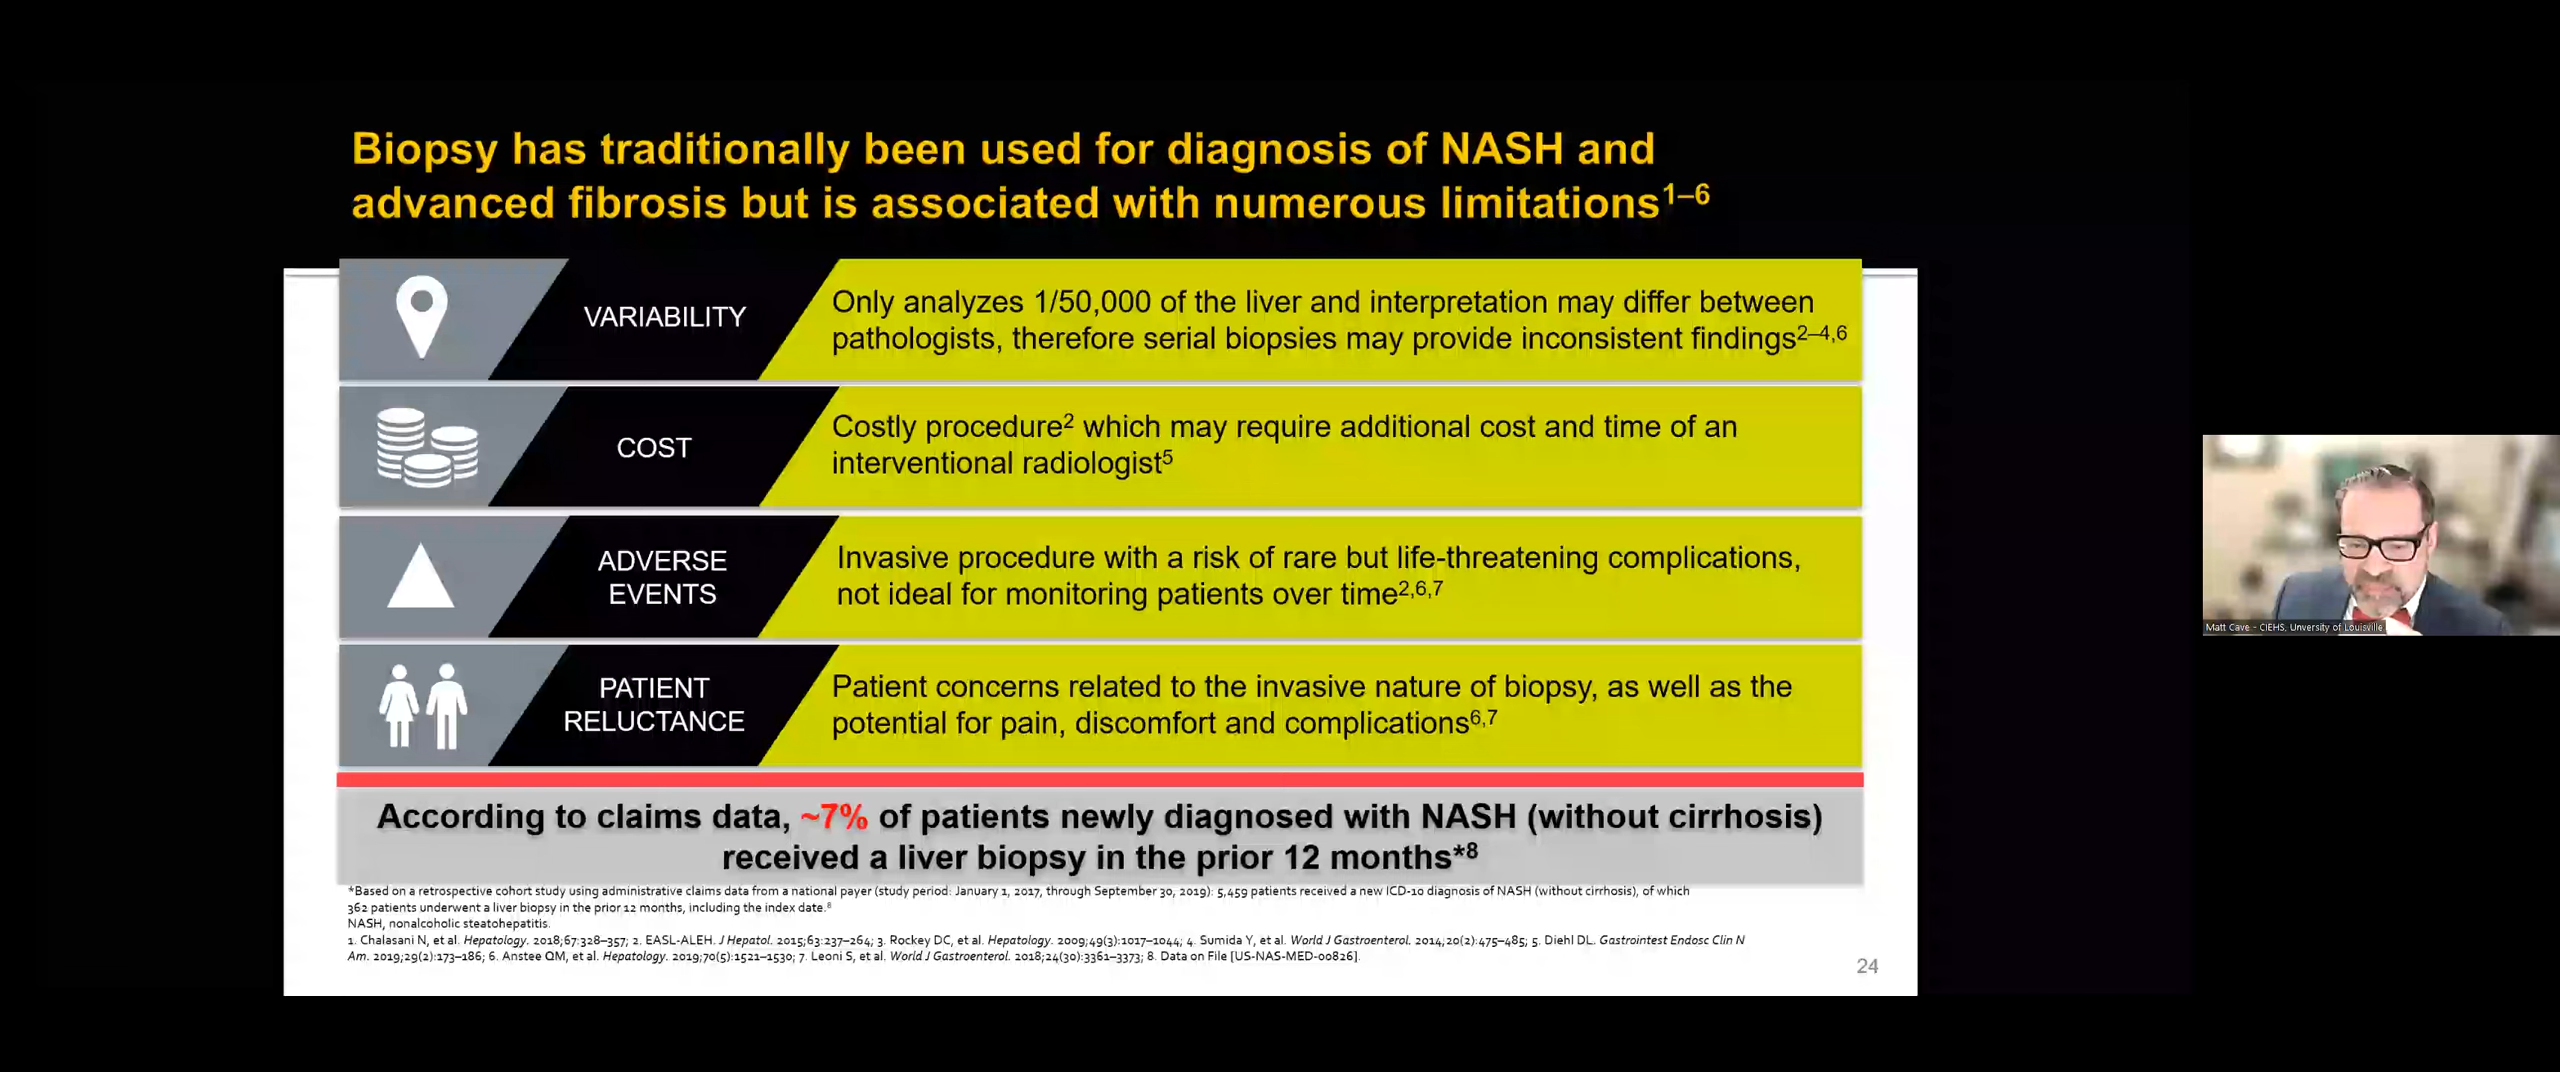 Biopsy has traditionally been used for diagnosis of NASH and
advanced fibrosis but is associated with numerous limitations1–6
VARIABILITY
Only analyzes 1/50,000 of the liver and interpretation may differ between
pathologists, therefore serial biopsies may provide inconsistent findings2–4,6
COST
Costly procedure2 which may require additional cost and time of an
interventional radiologist5
ADVERSE
EVENTS
Invasive procedure with a risk of rare but life-threatening complications,
not ideal for monitoring patients over time2,6,7
PATIENT
RELUCTANCE
Patient concerns related to the invasive nature of biopsy, as well as the
potential for pain, discomfort and complications6,7
According to claims data, ~7% of patients newly diagnosed with NASH (without cirrhosis)
received a liver biopsy in the prior 12 months*8
*Based on a retrospective cohort study using administrative claims data from a national payer (study period: January 1, 2017, through September 30, 2019): 5,459 patients received a new ICD-10 diagnosis of NASH (without cirrhosis), of which
362 patients underwent a liver biopsy in the prior 12 months, including the index date.8
NASH, nonalcoholic steatohepatitis.
1. Chalasani N, et al. Hepatology. 2018;67:328–357; 2. EASL-ALEH. J Hepatol. 2015;63:237–264; 3. Rockey DC, et al. Hepatology. 2009;49(3):1017–1044; 4. Sumida Y, et al. World J Gastroenterol. 2014;20(2):475–485; 5. Diehl DL. Gastrointest Endosc Clin N
Am. 2019;29(2):173–186; 6. Anstee QM, et al. Hepatology. 2019;70(5):1521–1530; 7. Leoni S, et al. World J Gastroenterol. 2018;24(30):3361–3373; 8. Data on File [US-NAS-MED-00826].
24
Matt Cave - CIEHS, Unversity of Louisville